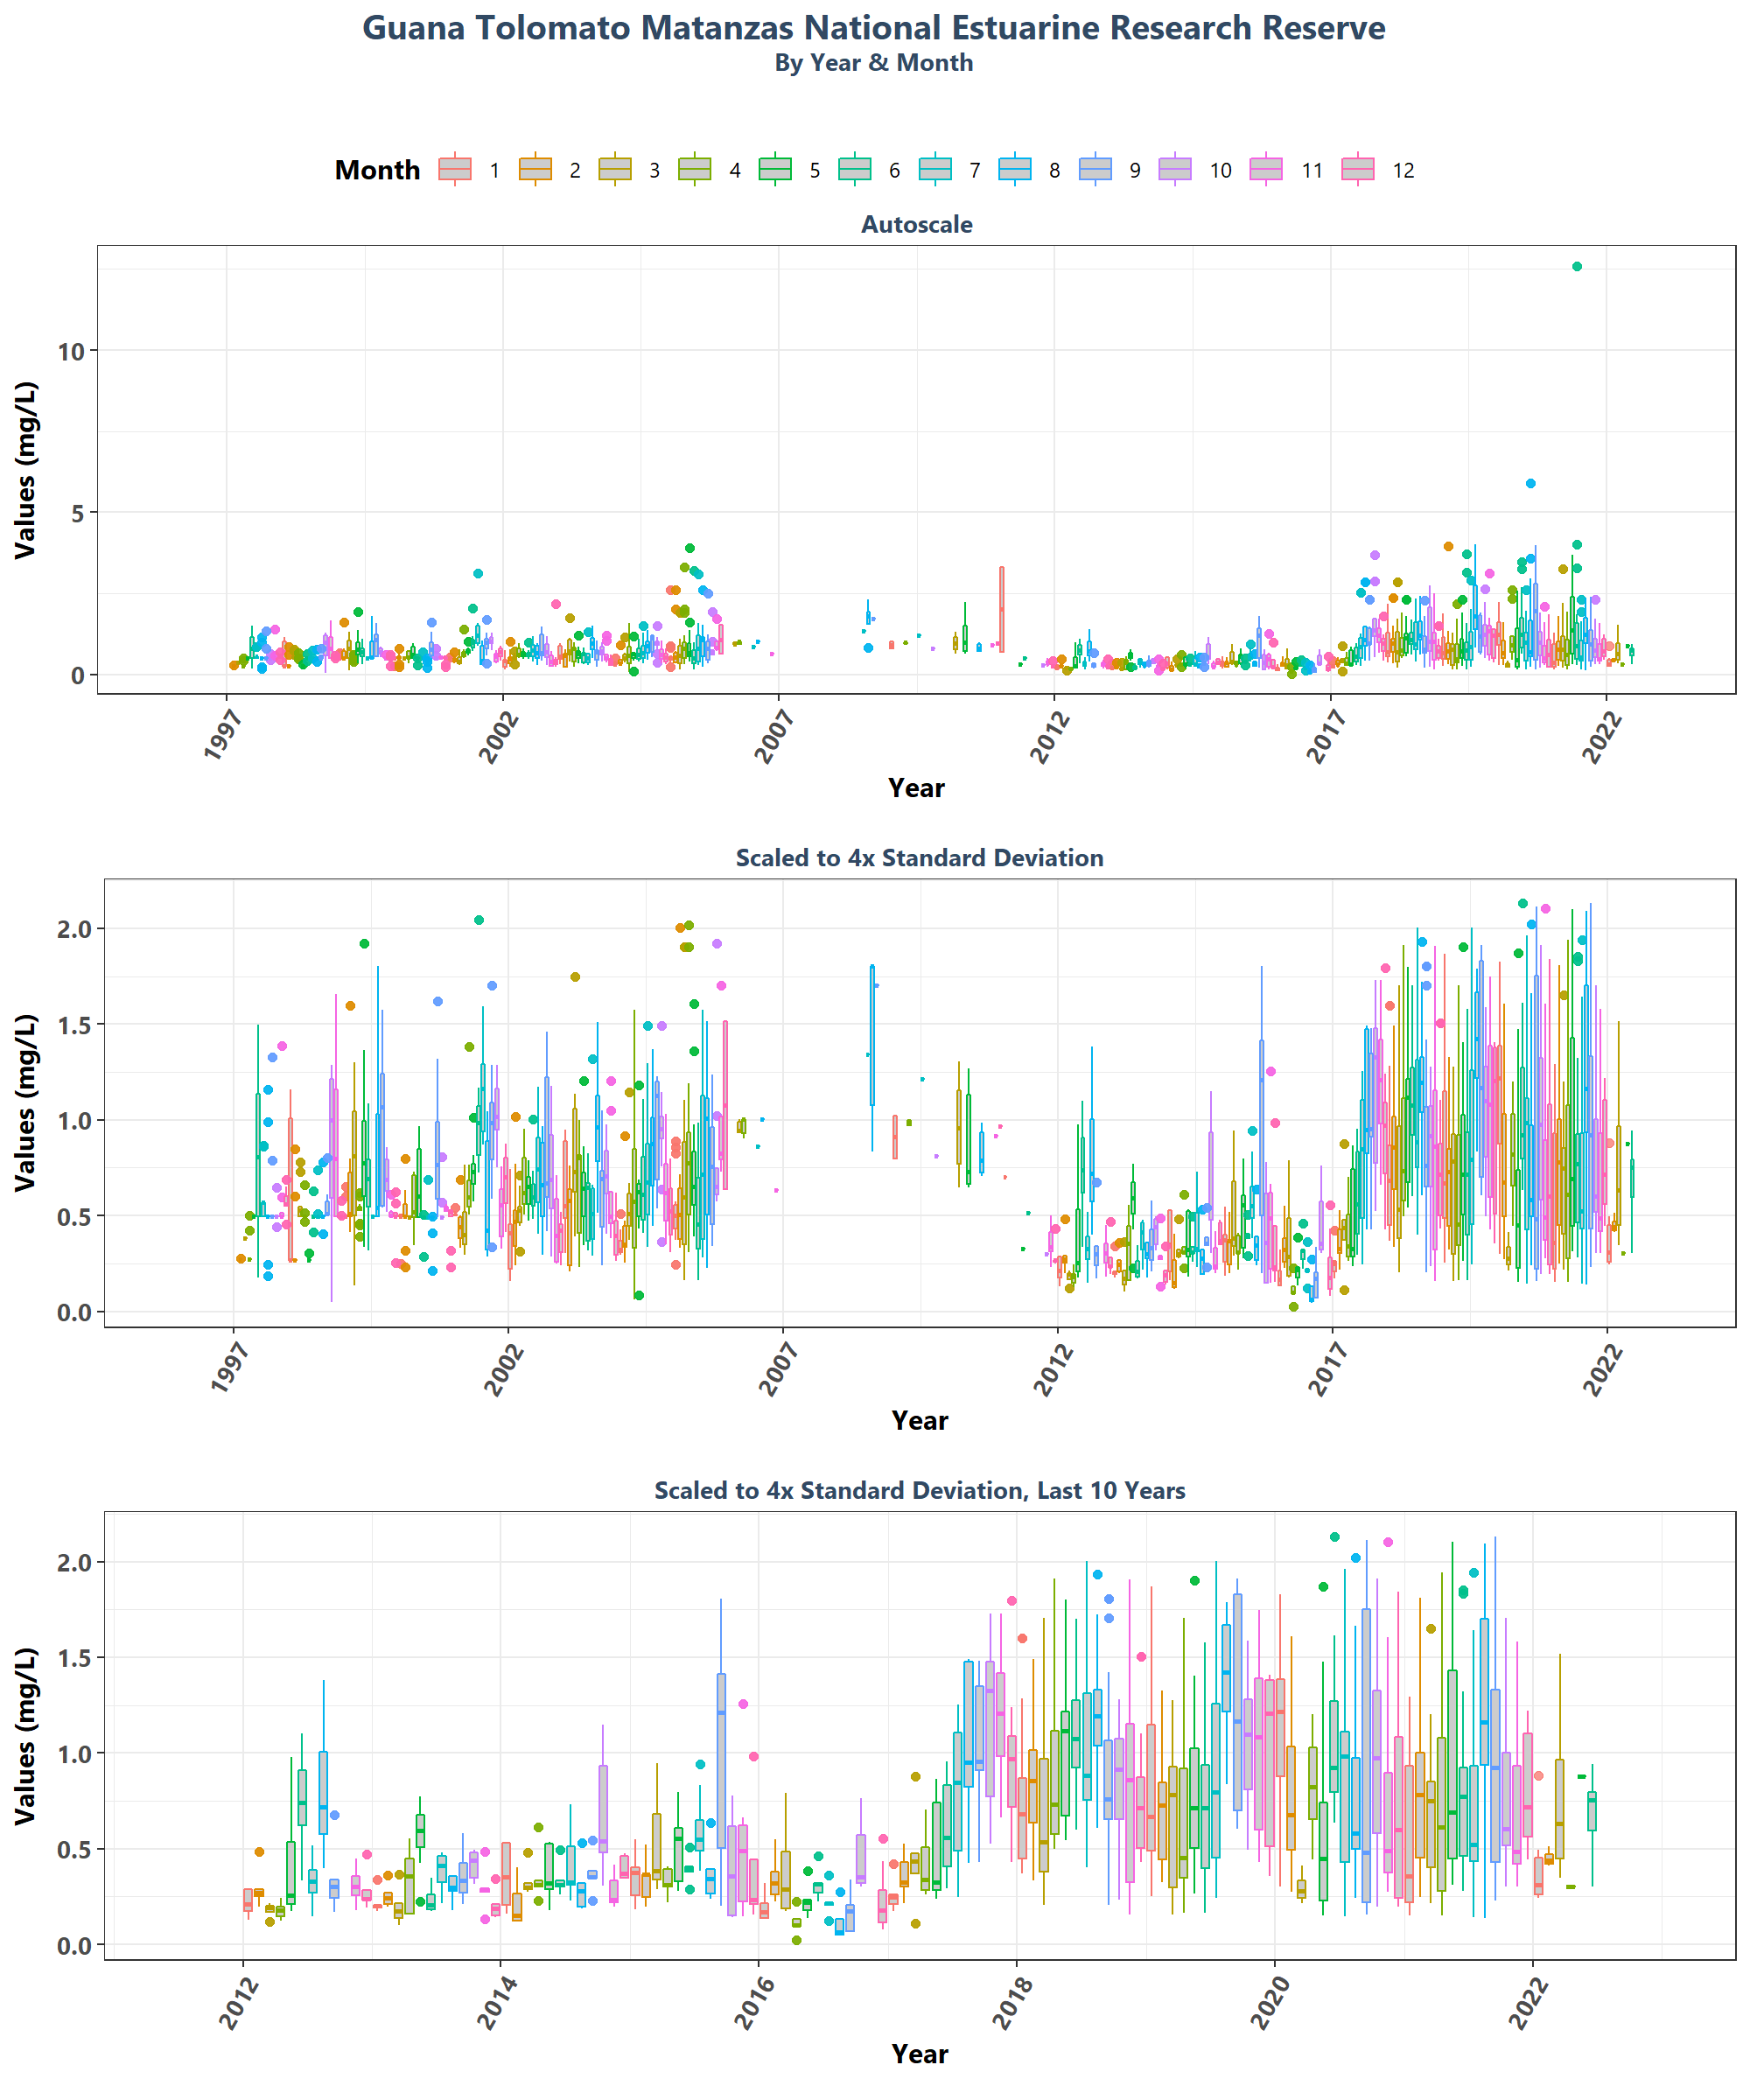 Guana Tolomato Matanzas National Estuarine Research Reserve
By Year & Month
Month 1 2 3 4 5 6 7 8 9 10 11 12
Autoscale
Values (mg/L)
10
5
0
1997 2002 2007 2012 2017 2022
Year
Scaled to 4x Standard Deviation
Values (mg/L)
2.0
1.5
1.0
0.5
0.0
1997 2002 2007 2012 2017 2022
Year
Scaled to 4x Standard Deviation, Last 10 Years
Values (mg/L)
2.0
1.5
1.0
0.5
0.0
2012 2014 2016 2018 2020 2022
Year